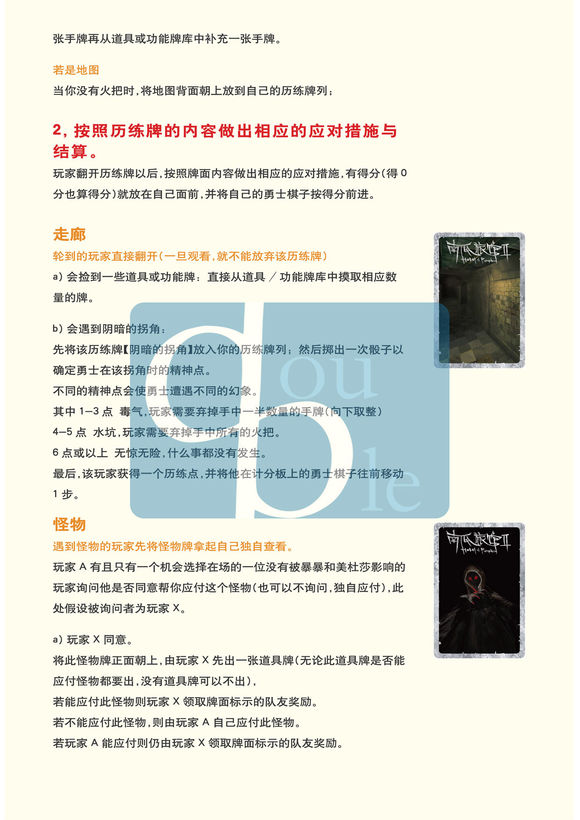 张手牌再从道具或功能牌库中补充一张手牌。
若是地图
当你没有火把时，将地图背面朝上放到自己的历练牌列；
2，按照历练牌的内容做出相应的应对措施与
结算。
玩家翻开历练牌以后，按照牌面内容做出相应的应对措施，有得分（得0
分也算得分）就放在自己面前，并将自己的勇士棋子按得分前进。
走廊
轮到的玩家直接翻开（一旦观看，就不能放弃该历练牌）
a）会捡到一些道具或功能牌：直接从道具／功能牌库中摸取相应数
量的牌。
b）会遇到阴暗的拐角：
先将该历练牌【阴暗的拐角】放入你的历练牌列；然后掷出一次骰子以
确定勇士在该拐角时的精神点。
不同的精神点会使勇士遭遇不同的幻象。
其中1—3点 毒气，玩家需要弃掉手中一半数量的手牌（向下取整）
4—5点 水坑，玩家需要弃掉手中所有的火把。
6点或以上 无惊无险，什么事都没有发生。
最后，该玩家获得一个历练点，并将他在计分板上的勇士棋子往前移动
1步。
double
怪物
遇到怪物的玩家先将怪物牌拿起自己独自查看。
玩家A有且只有一个机会选择在场的一位没有被暴暴和美杜莎影响的
玩家询问他是否同意帮你应付这个怪物（也可以不询问，独自应付），此
处假设被询问者为玩家X。
a）玩家X同意。
将此怪物牌正面朝上，由玩家X先出一张道具牌（无论此道具牌是否能
应付怪物都要出，没有道具牌可以不出），
若能应付此怪物则玩家X领取牌面标示的队友奖励。
若不能应付此怪物，则由玩家A自己应付此怪物。
若玩家A能应付则仍由玩家X领取牌面标示的队友奖励。